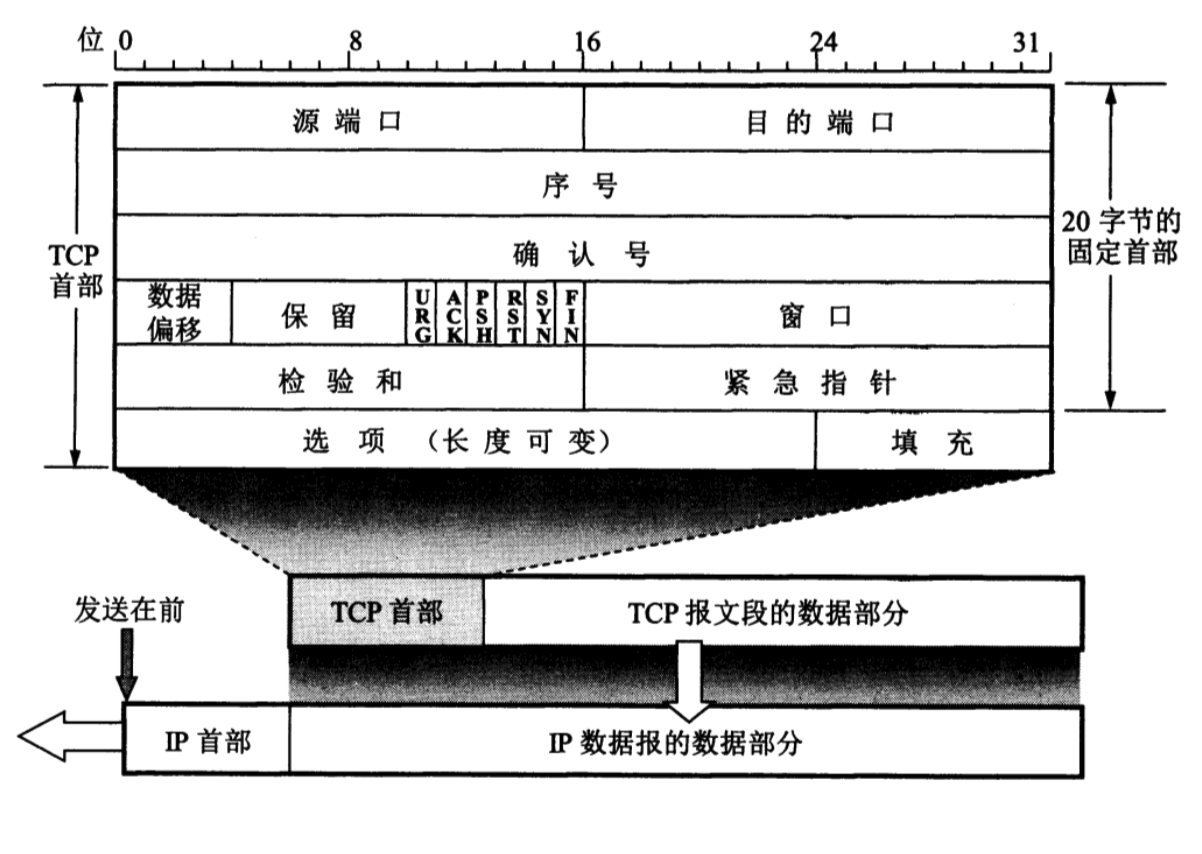 位 0 8 16 24 31
源端口 目的端口
序号
确认号
TCP
首部
20 字节的
固定首部
数据
偏移
保留
URG
ACK
PSH
RST
SYN
FIN
窗口
检验和 紧急指针
选项 （长度可变） 填充
发送在前
TCP 首部 TCP 报文段的数据部分
IP 首部 IP 数据报的数据部分